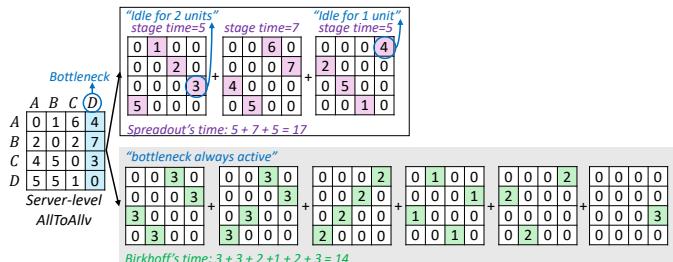 "Idle for 2 units"
"Idle for 1 unit"
stage time=5
stage time=7
stage time=5
0 1 0 0
0 0 2 0
0 0 0 3
5 0 0 0
+
0 0 6 0
0 0 0 7
4 0 0 0
0 5 0 0
+
0 0 0 4
2 0 0 0
0 5 0 0
0 0 1 0
Spreadout's time: 5 + 7 + 5 = 17
Bottleneck
A B C D
A 0 1 6 4
B 2 0 2 7
C 4 5 0 3
D 5 5 1 0
Server-level
AllToAllv
"bottleneck always active"
0 0 3 0
0 0 0 3
3 0 0 0
0 3 0 0
+
0 0 3 0
0 0 0 3
0 3 0 0
3 0 0 0
+
0 0 0 2
0 0 2 0
0 2 0 0
2 0 0 0
+
0 1 0 0
0 0 0 1
1 0 0 0
0 0 1 0
+
0 0 0 2
2 0 0 0
0 0 0 0
0 2 0 0
+
0 0 0 0
0 0 0 0
0 0 0 3
0 0 0 0
Birkhoff's time: 3 + 3 + 2 +1 + 2 + 3 = 14